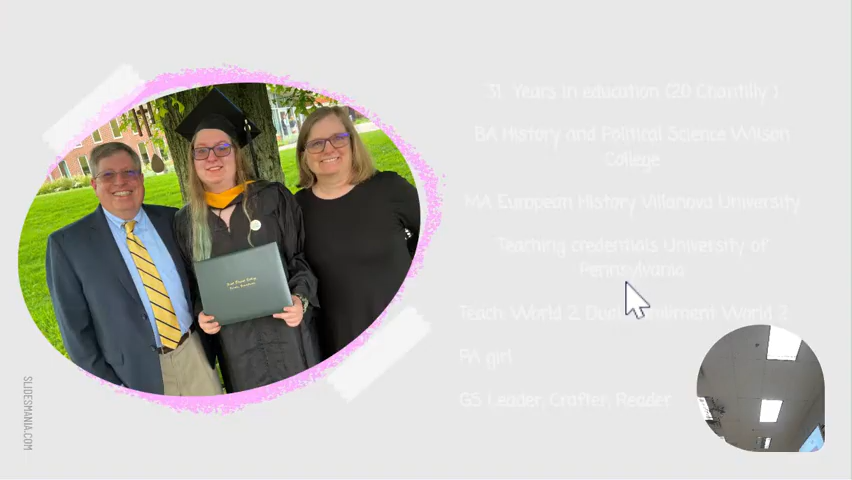 31 Years in education (20 Chantilly )
BA History and Political Science Wilson
College
MA European History Villanova University
Teaching credentials University of
Pennsylvania
Teach World 2, Dual Enrollment World 2
PA girl
GS Leader, Crafter, Reader
SLIDESMANIA.COM